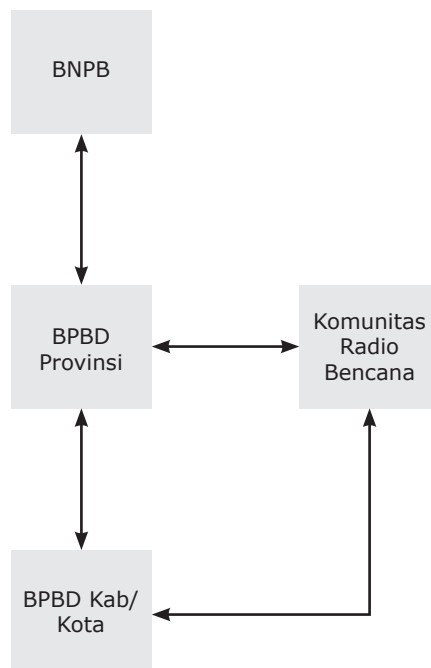 BNPB
BPBD
Provinsi
Komunitas
Radio
Bencana
BPBD Kab/
Kota